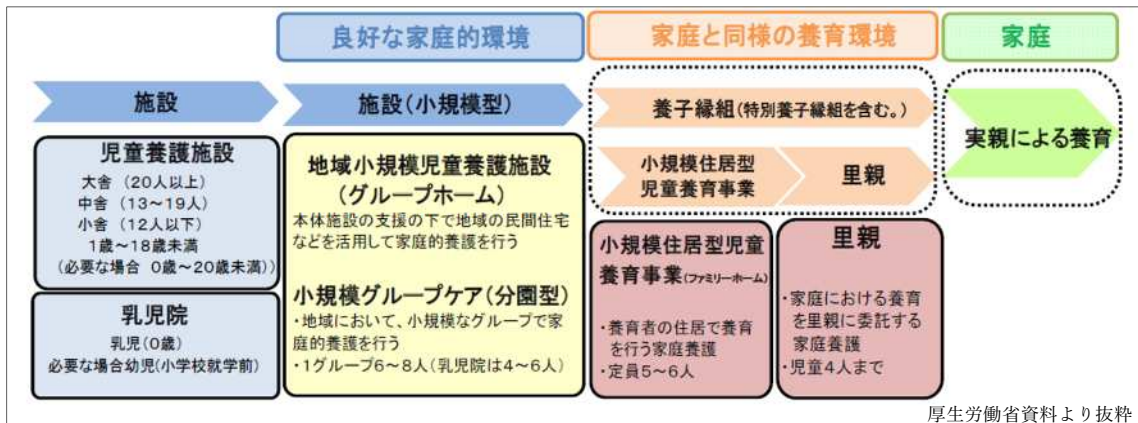 良好な家庭的環境
家庭と同様の養育環境
家庭
施設
施設(小規模型)
養子縁組(特別養子縁組を含む。)
小規模住居型
児童養育事業
里親
実親による養育
児童養護施設
大舎 (20人以上)
中舎 (13~19人)
小舎 (12人以下)
1歳~18歳未満
(必要な場合 0歳~20歳未満))
乳児院
乳児(0歳)
必要な場合幼児(小学校就学前)
地域小規模児童養護施設
(グループホーム)
本体施設の支援の下で地域の民間住宅
などを活用して家庭的養護を行う
小規模グループケア(分園型)
・地域において、小規模なグループで家
庭的養護を行う
・1グループ6~8人(乳児院は4~6人)
小規模住居型児童
養育事業(ファミリーホーム)
・養育者の住居で養育
を行う家庭養護
・定員5~6人
里親
・家庭における養育
を里親に委託する
家庭養護
・児童4人まで
厚生労働省資料より抜粋